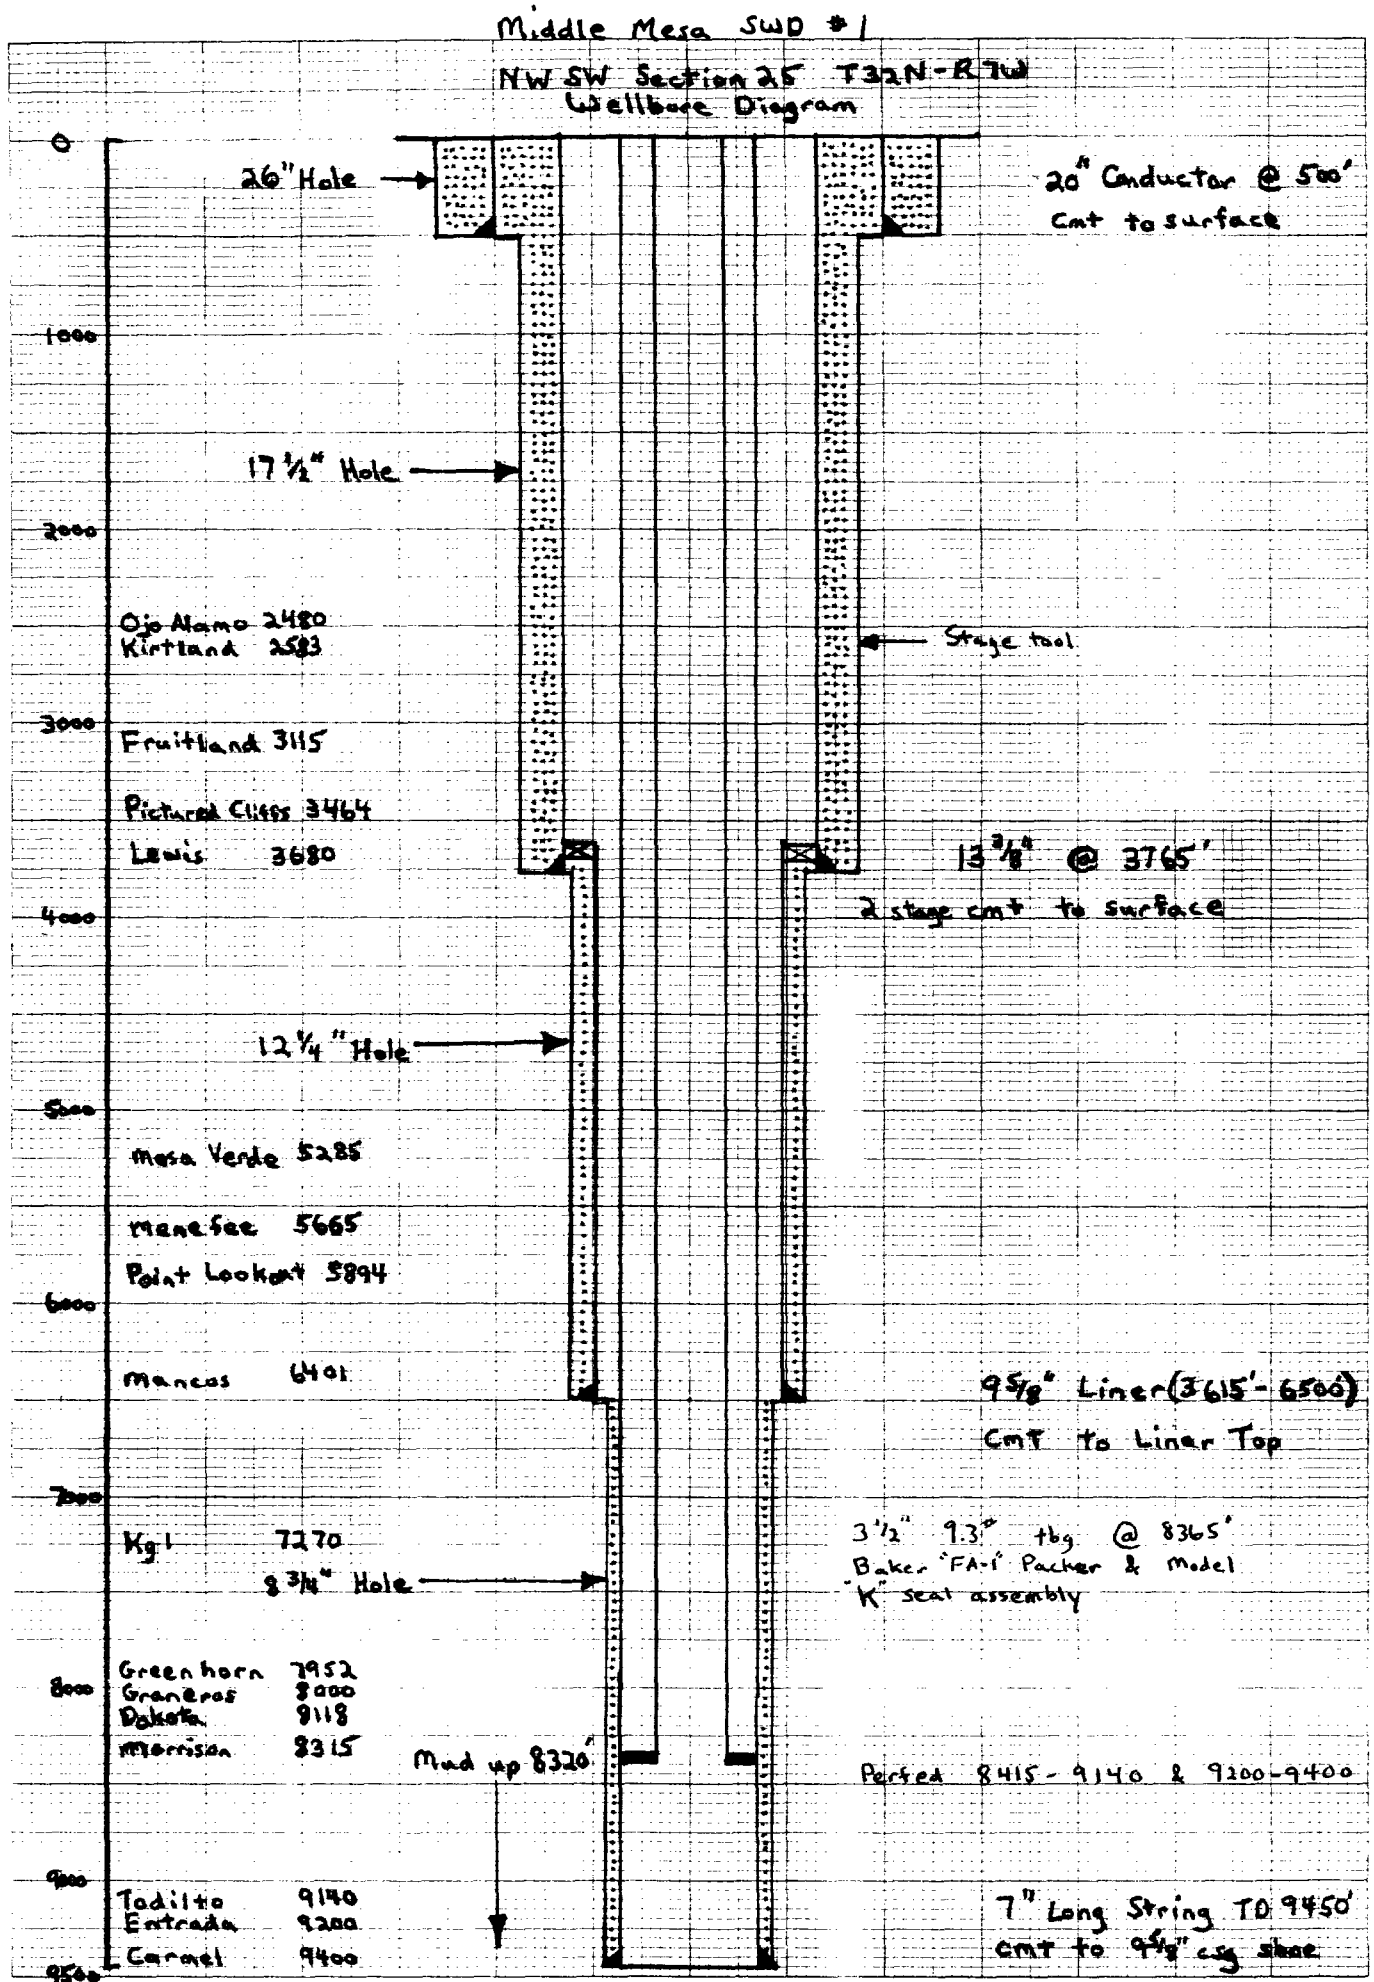 Middle Mesa SWD #1
NW SW Section 25 T32N-R7W
Wellbore Diagram
0
26" Hole
20" Conductor @ 500'
Cmt to surface
1000
17 1/2" Hole
2000
Ojo Alamo 2480
Kirtland 2583
Stage tool
3000
Fruitland 3115
Pictured Cliffs 3464
Lewis 3680
13 3/8" @ 3765'
2 stage cmt to surface
4000
12 1/4" Hole
5000
Mesa Verde 5285
Menefee 5665
Point Lookout 5894
6000
Mancos 6401
9 5/8" Liner (3615'-6500')
Cmt to Liner Top
7000
Kgl 7270
3 1/2" 9.3# tbg @ 8365'
Baker "FA-1" Packer & Model
"K" seal assembly
8 3/4" Hole
Greenhorn 7952
8000
Graneros 8000
Dakota 8118
Morrison 8315
Mud up 8320'
Perfed 8415-9140 & 9200-9400
9000
Todilto 9140
Entrada 9200
Carmel 9400
7" Long String TD 9450'
cmt to 9 5/8" csg shoe
9500